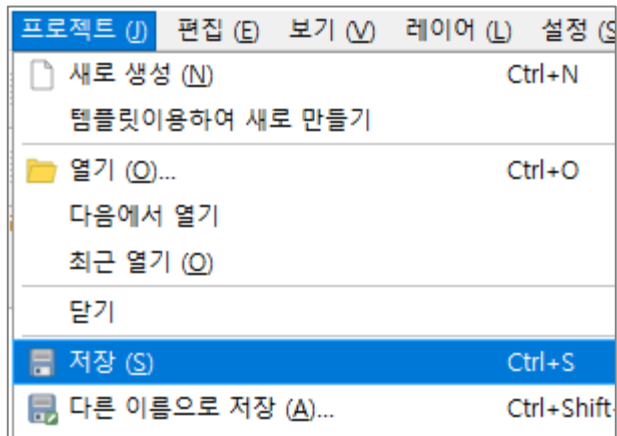 프로젝트 (J) 편집 (E) 보기 (V) 레이어 (L) 설정 (S
새로 생성 (N) Ctrl+N
템플릿이용하여 새로 만들기
열기 (O)... Ctrl+O
다음에서 열기
최근 열기 (O)
닫기
저장 (S) Ctrl+S
다른 이름으로 저장 (A)... Ctrl+Shift+